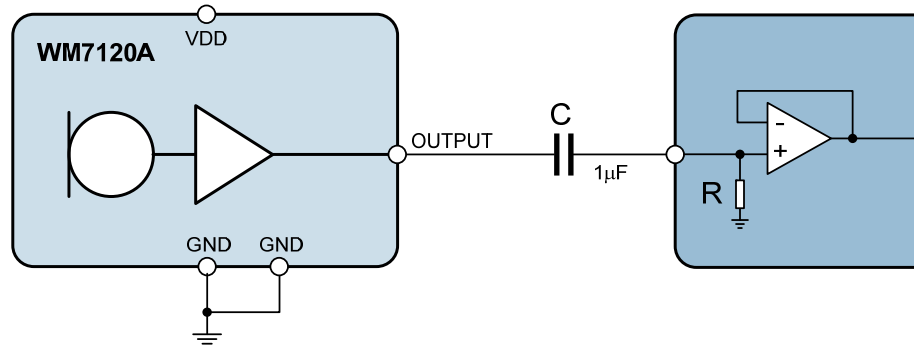 VDD
WM7120A
OUTPUT
C
1µF
-
+
R
GND GND